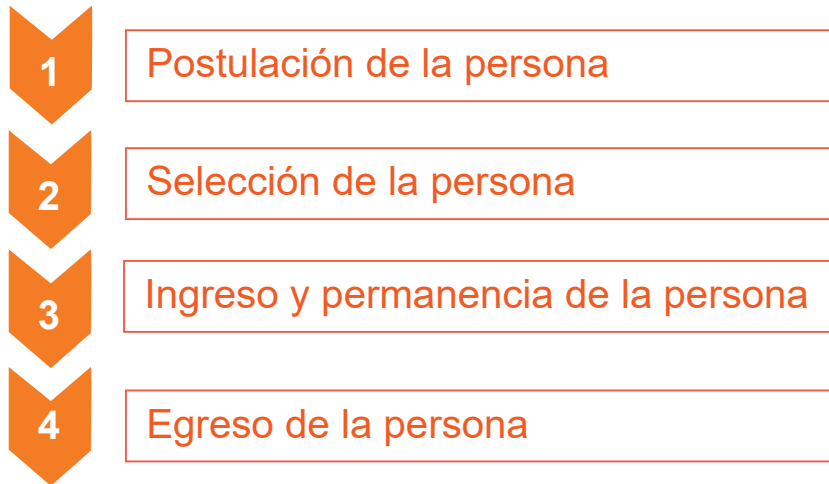 1 Postulación de la persona
2 Selección de la persona
3 Ingreso y permanencia de la persona
4 Egreso de la persona